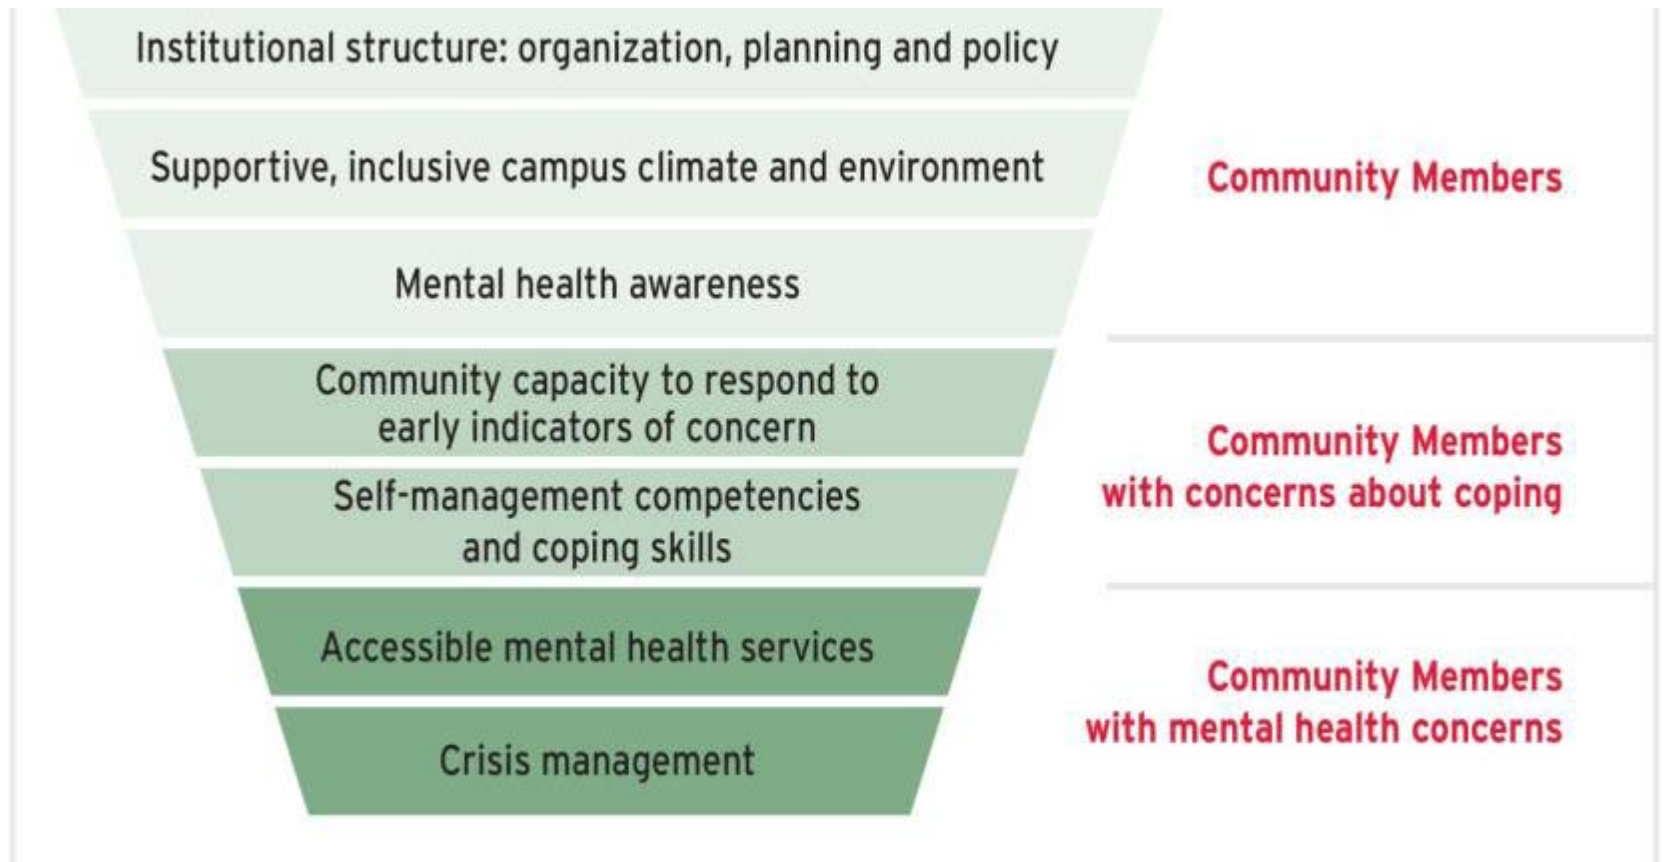 Institutional structure: organization, planning and policy
Supportive, inclusive campus climate and environment
Community Members
Mental health awareness
Community capacity to respond to
early indicators of concern
Community Members
with concerns about coping
Self-management competencies
and coping skills
Accessible mental health services
Community Members
with mental health concerns
Crisis management